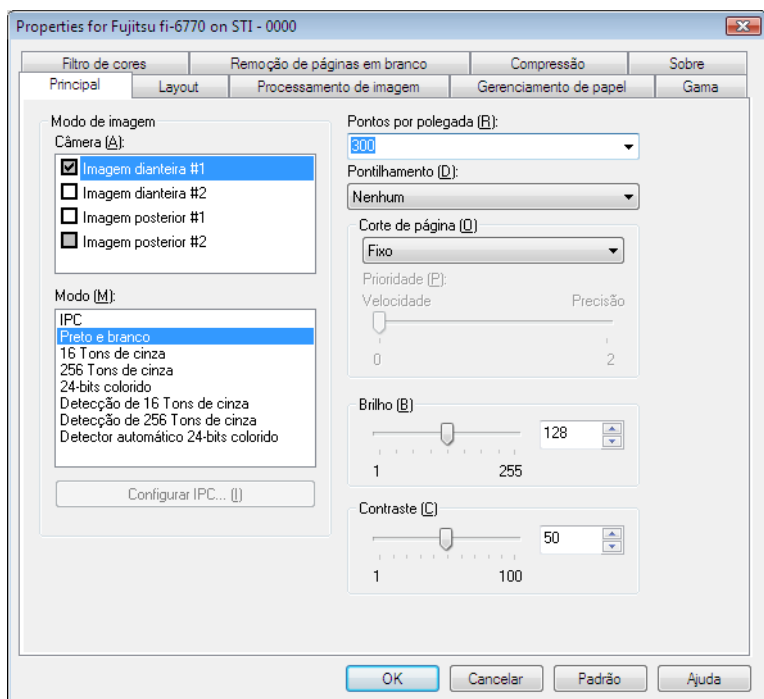 Properties for Fujitsu fi-6770 on STI - 0000
Filtro de cores
Remoção de páginas em branco
Compressão
Sobre
Principal
Layout
Processamento de imagem
Gerenciamento de papel
Gama
Modo de imagem
Câmera (A):
Imagem dianteira #1
Imagem dianteira #2
Imagem posterior #1
Imagem posterior #2
Modo (M):
IPC
Preto e branco
16 Tons de cinza
256 Tons de cinza
24-bits colorido
Detecção de 16 Tons de cinza
Detecção de 256 Tons de cinza
Detector automático 24-bits colorido
Configurar IPC... (I)
Pontos por polegada (R):
300
Pontilhamento (D):
Nenhum
Corte de página (O)
Fixo
Prioridade (P):
Velocidade Precisão
0 2
Brilho (B)
128
1 255
Contraste (C)
50
1 100
OK
Cancelar
Padrão
Ajuda